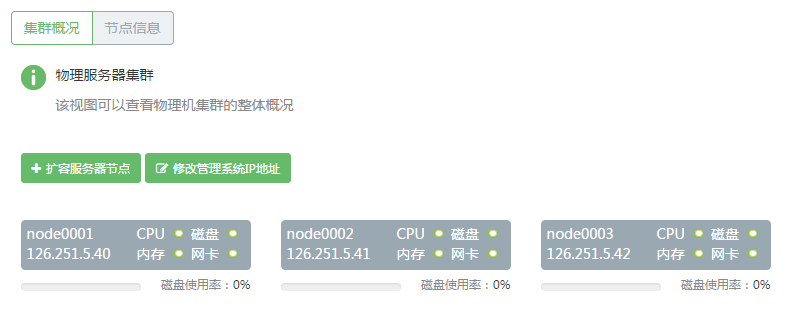 集群概况 节点信息
物理服务器集群
该视图可以查看物理机集群的整体概况
扩容服务器节点 修改管理系统IP地址
node0001 CPU 磁盘 node0002 CPU 磁盘 node0003 CPU 磁盘
126.251.5.40 内存 网卡 126.251.5.41 内存 网卡 126.251.5.42 内存 网卡
磁盘使用率：0% 磁盘使用率：0% 磁盘使用率：0%